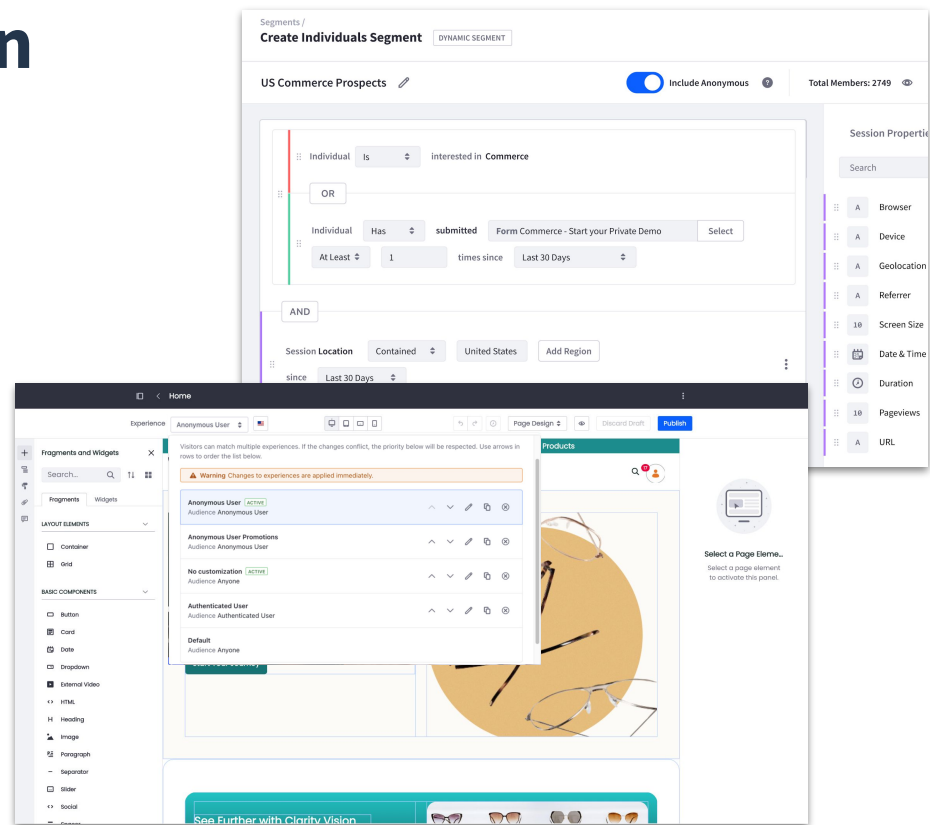 n
Segments /
Create Individuals Segment DYNAMIC SEGMENT
US Commerce Prospects Include Anonymous ? Total Members: 2749
Individual Is interested in Commerce
OR
Individual Has submitted Form Commerce - Start your Private Demo Select
At Least 1 times since Last 30 Days
AND
Session Location Contained United States Add Region
since Last 30 Days
Session Propertie
Search
A Browser
A Device
A Geolocation
A Referrer
10 Screen Size
Date & Time
Duration
10 Pageviews
A URL
< Home
Experience Anonymous User Page Design Discard Draft Publish
Fragments and Widgets
Search...
Fragments Widgets
LAYOUT ELEMENTS
Container
Grid
BASIC COMPONENTS
Button
Card
Date
Dropdown
External Video
HTML
H Heading
Image
Paragraph
Separator
Slider
Social
Visitors can match multiple experiences. If the changes conflict, the priority below will be respected. Use arrows in
rows to order the list below.
Warning Changes to experiences are applied immediately.
Anonymous User ACTIVE
Audience Anonymous User
Anonymous User Promotions
Audience Anonymous User
No customization ACTIVE
Audience Anyone
Authenticated User
Audience Authenticated User
Default
Audience Anyone
Products
17
See Further with Clarity Vision
Select a Page Eleme...
Select a page element
to activate this panel.